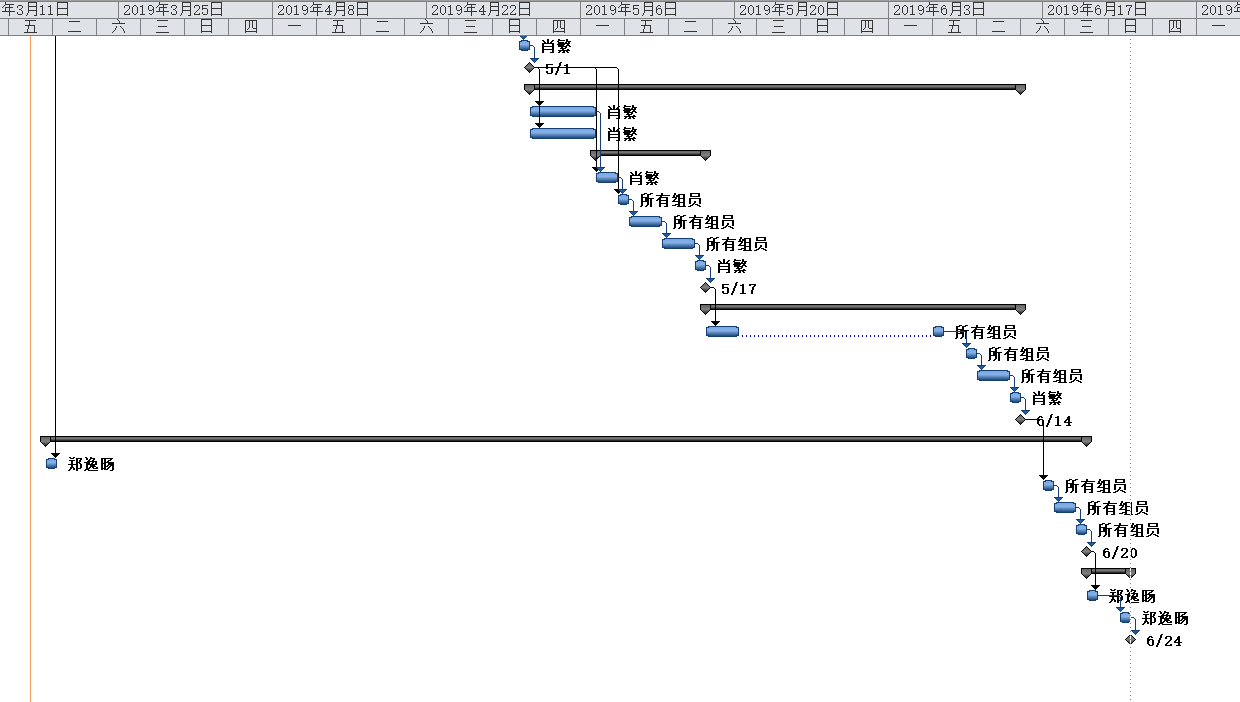 年3月11日 2019年3月25日 2019年4月8日 2019年4月22日 2019年5月6日 2019年5月20日 2019年6月3日 2019年6月17日 2019年
五 二 六 三 日 四 一 五 二 六 三 日 四 一 五 二 六 三 日 四 一 五 二 六 三 日 四 一
肖繁
5/1
肖繁
肖繁
肖繁
所有组员
所有组员
所有组员
肖繁
5/17
所有组员
所有组员
所有组员
肖繁
6/14
郑逸旸
所有组员
所有组员
所有组员
6/20
郑逸旸
郑逸旸
6/24